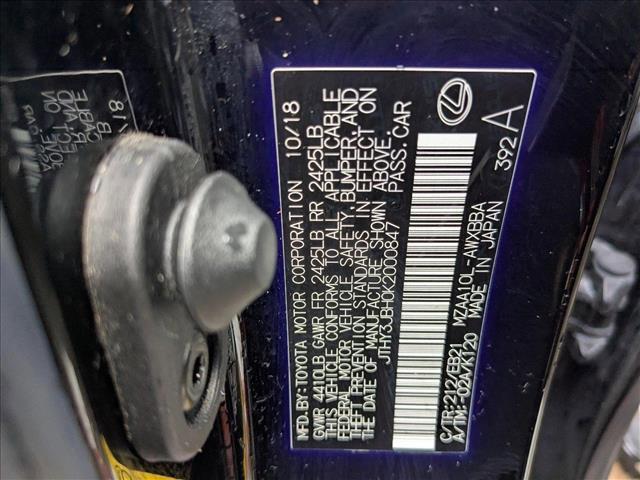 MFD.BY:TOYOTA MOTOR CORPORATION 10/18
GVWR 4410LB GAWR FR 2425LB RR 2425LB
THIS VEHICLE CONFORMS TO ALL APPLICABLE
FEDERAL MOTOR VEHICLE SAFETY, BUMPER, AND
THEFT PREVENTION STANDARDS IN EFFECT ON
THE DATE OF MANUFACTURE SHOWN ABOVE.
JTHY3JBH0K2000847 PASS.CAR
C/TR:212/EB21 MZAA10L-AWXBBA
A/TM:-02A/K120 MADE IN JAPAN
392 A